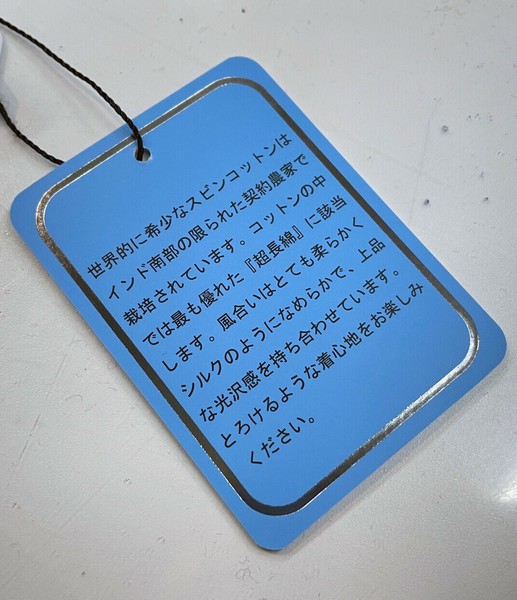 世界的に希少なスビンコットンは
インド南部の限られた契約農家で
栽培されています。コットンの中
では最も優れた『超長綿』に該当
します。風合いはとても柔らかく
シルクのようになめらかで、上品
な光沢感を持ち合わせています。
とろけるような着心地をお楽しみ
ください。